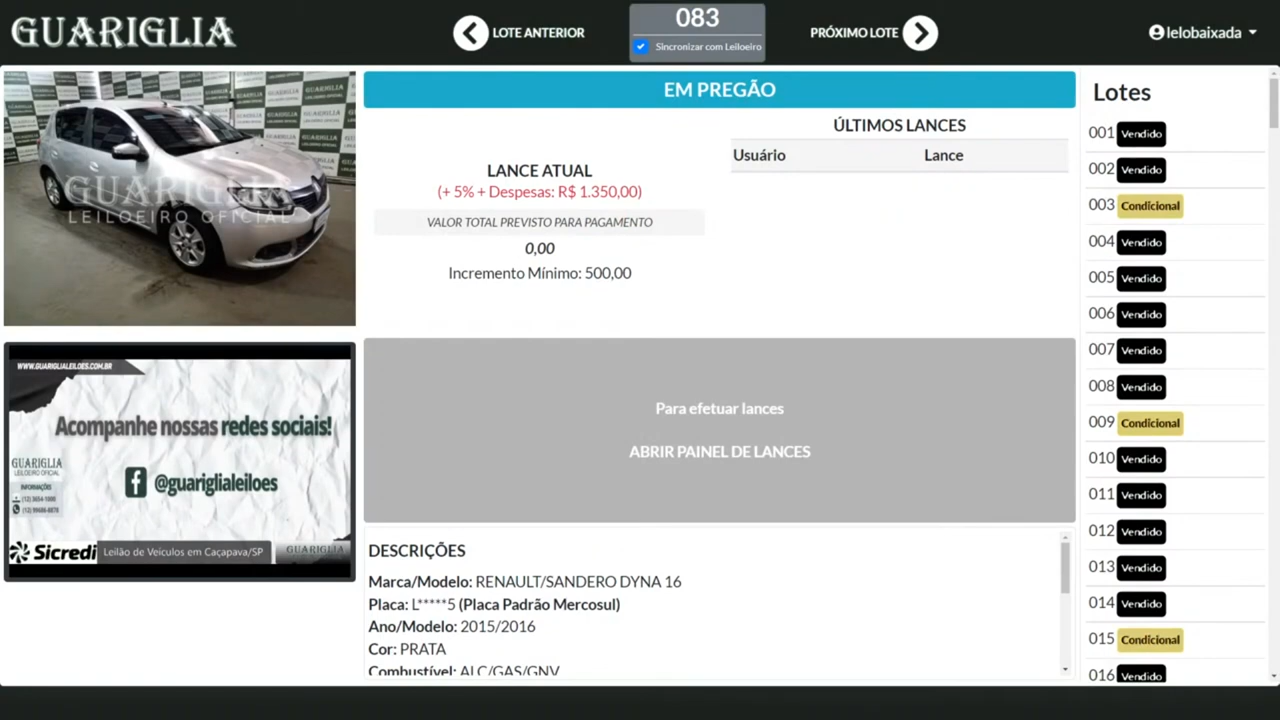 GUARIGLIA
LOTE ANTERIOR
083
Sincronizar com Leiloeiro
PRÓXIMO LOTE
lelobaixada
GUARIGLIA
LEILOEIRO OFICIAL
EM PREGÃO
LANCE ATUAL
(+ 5% + Despesas: R$ 1.350,00)
VALOR TOTAL PREVISTO PARA PAGAMENTO
0,00
Incremento Mínimo: 500,00
ÚLTIMOS LANCES
Usuário Lance
Para efetuar lances
ABRIR PAINEL DE LANCES
WWW.GUARIGLIALEILOES.COM.BR
Acompanhe nossas redes sociais!
@guariglialeiloes
GUARIGLIA
LEILOEIRO OFICIAL
INFORMAÇÕES
(12) 3654-1000
Sicredi
Leilão de Veículos em Caçapava/SP
GUARIGLIA
DESCRIÇÕES
Marca/Modelo: RENAULT/SANDERO DYNA 16
Placa: L*****5 (Placa Padrão Mercosul)
Ano/Modelo: 2015/2016
Cor: PRATA
Combustível: ALC/GAS/GNV
Lotes
001 Vendido
002 Vendido
003 Condicional
004 Vendido
005 Vendido
006 Vendido
007 Vendido
008 Vendido
009 Condicional
010 Vendido
011 Vendido
012 Vendido
013 Vendido
014 Vendido
015 Condicional
016 Vendido